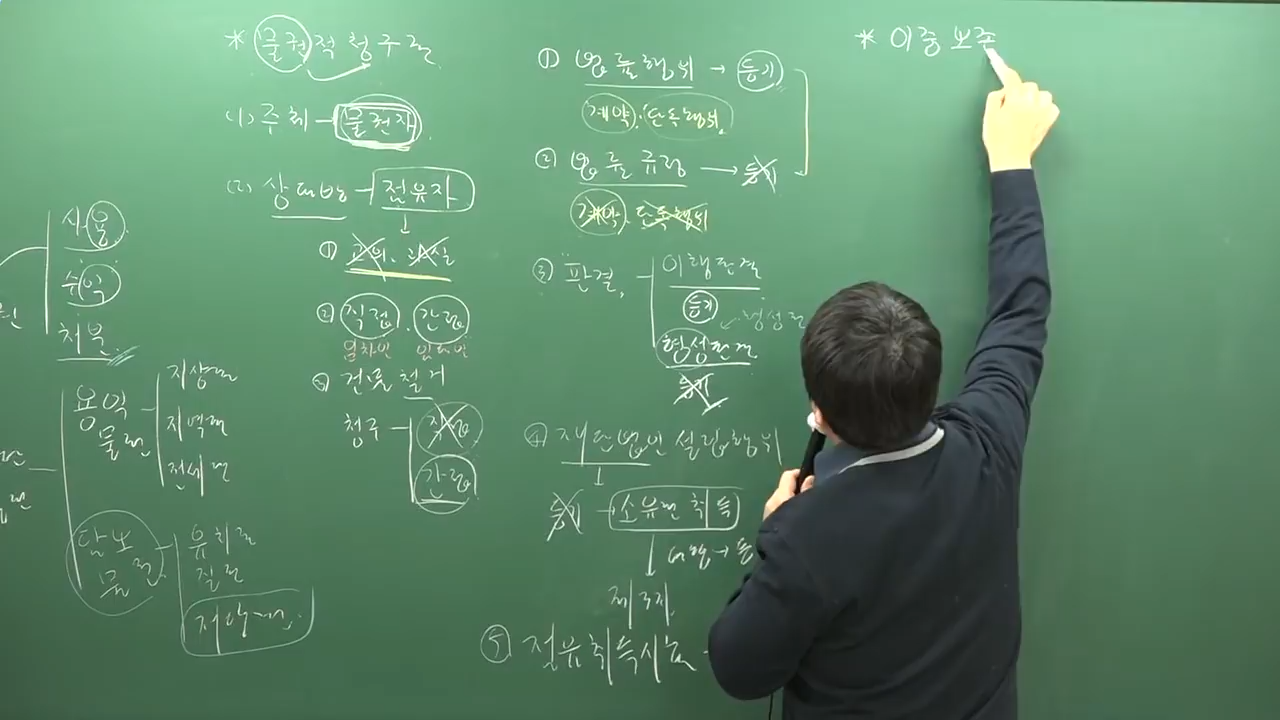 * 물권적 청구권
(1) 주체 - 물권자
(2) 상대방 - 점유자
① 고의, 과실
② 직점. 간점
③ 건물철거
청구
직점
간점
사용
수익
처분
용익
물권
지상권
지역권
전세권
담보
물권
유치권
질권
저당권
① 법률행위 → 등기
계약. 단독행위
② 법률규정 → 등기
계약. 단독행위
③ 판결, - 이행판결
등기
형성판결
등기
④ 재단법인 설립행위
등기 → 소유권 취득
제3자
⑤ 점유취득시효
* 이중보존